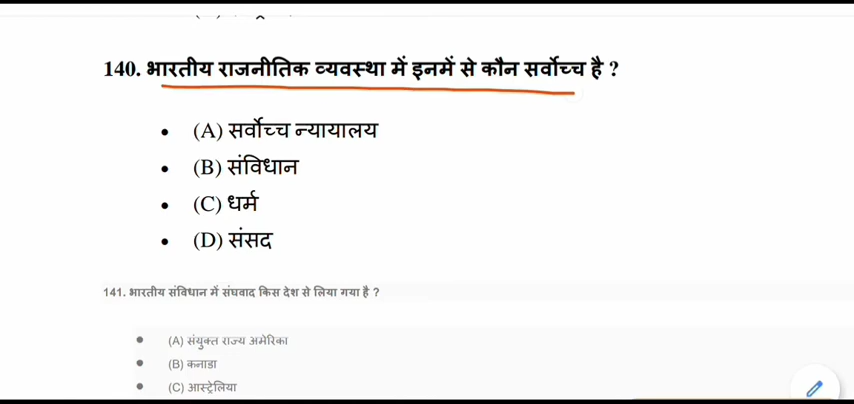 140. भारतीय राजनीतिक व्यवस्था में इनमें से कौन सर्वोच्च है ?
(A) सर्वोच्च न्यायालय
(B) संविधान
(C) धर्म
(D) संसद
141. भारतीय संविधान में संघवाद किस देश से लिया गया है ?
(A) संयुक्त राज्य अमेरिका
(B) कनाडा
(C) आस्ट्रेलिया